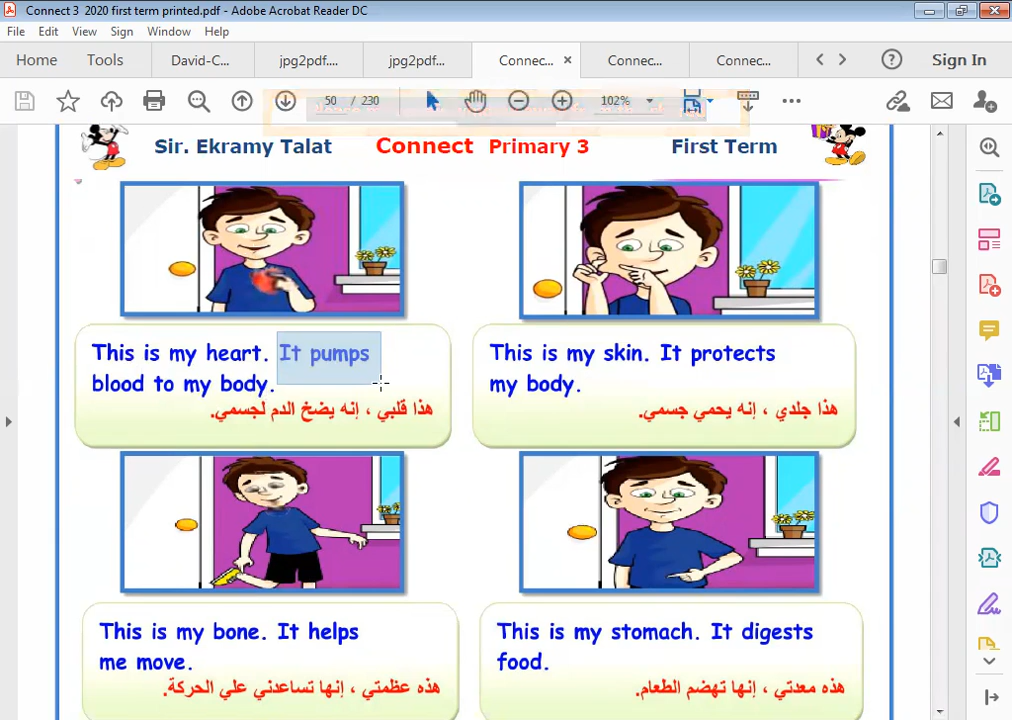 Connect 3 2020 first term printed.pdf - Adobe Acrobat Reader DC
File Edit View Sign Window Help
Home Tools David-C... jpg2pdf.... jpg2pdf.... Connec... × Connec... Connec... Sign In
50 / 230 102%
Sir. Ekramy Talat Connect Primary 3 First Term
This is my heart. It pumps
blood to my body.
هذا قلبي ، إنه يضخ الدم لجسمي.
This is my skin. It protects
my body.
هذا جلدي ، إنه يحمي جسمي.
This is my bone. It helps
me move.
هذه عظمتي ، إنها تساعدني علي الحركة.
This is my stomach. It digests
food.
هذه معدتي ، إنها تهضم الطعام.